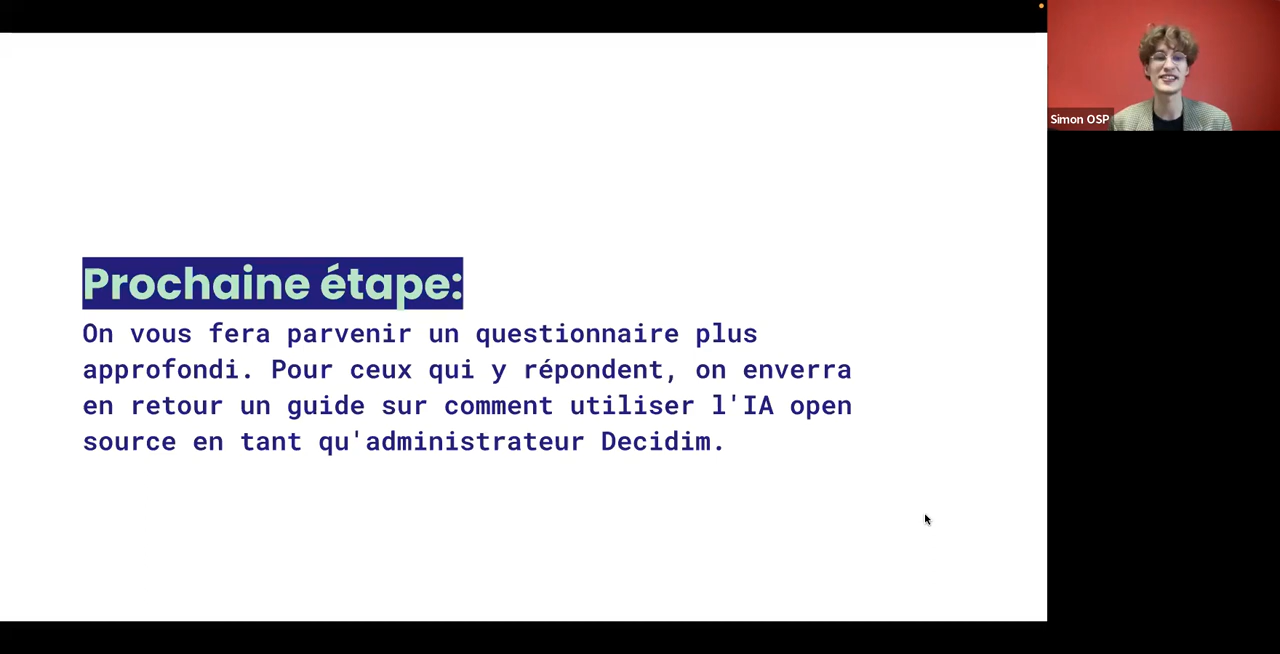 Prochaine étape:
On vous fera parvenir un questionnaire plus
approfondi. Pour ceux qui y répondent, on enverra
en retour un guide sur comment utiliser l'IA open
source en tant qu'administrateur Decidim.
Simon OSP